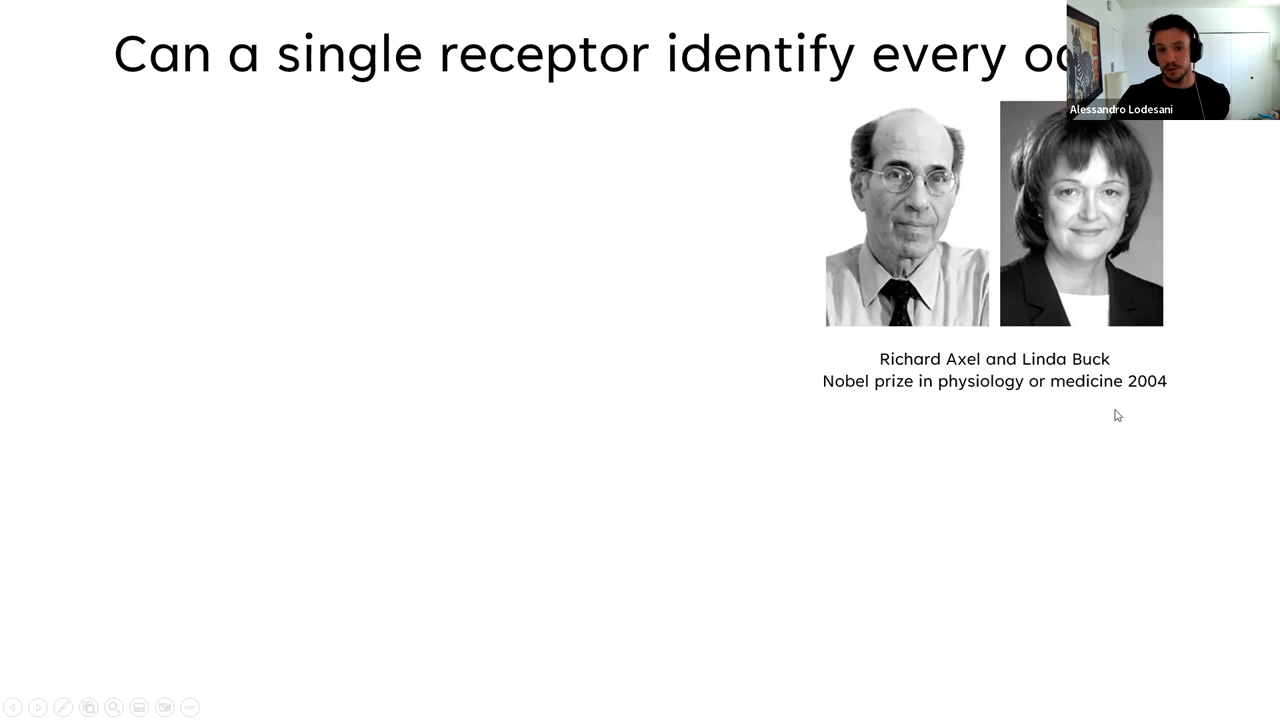 Can a single receptor identify every
Alessandro Lodesani
Richard Axel and Linda Buck
Nobel prize in physiology or medicine 2004